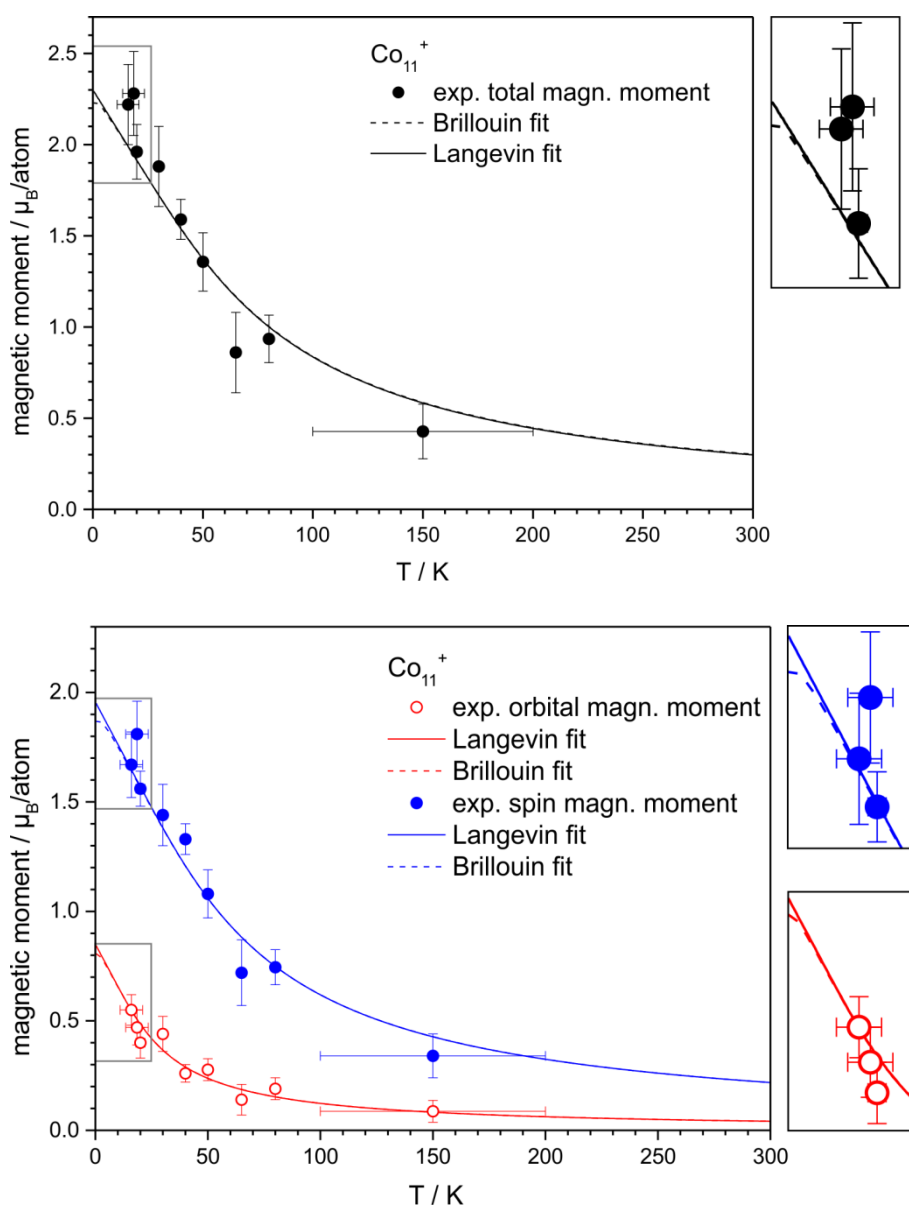 2.5
2.0
1.5
1.0
0.5
0.0
magnetic moment / μB/atom
Co11+
exp. total magn. moment
Brillouin fit
Langevin fit
0 50 100 150 200 250 300
T / K
2.0
1.5
1.0
0.5
0.0
magnetic moment / μB/atom
Co11+
exp. orbital magn. moment
Langevin fit
Brillouin fit
exp. spin magn. moment
Langevin fit
Brillouin fit
0 50 100 150 200 250 300
T / K